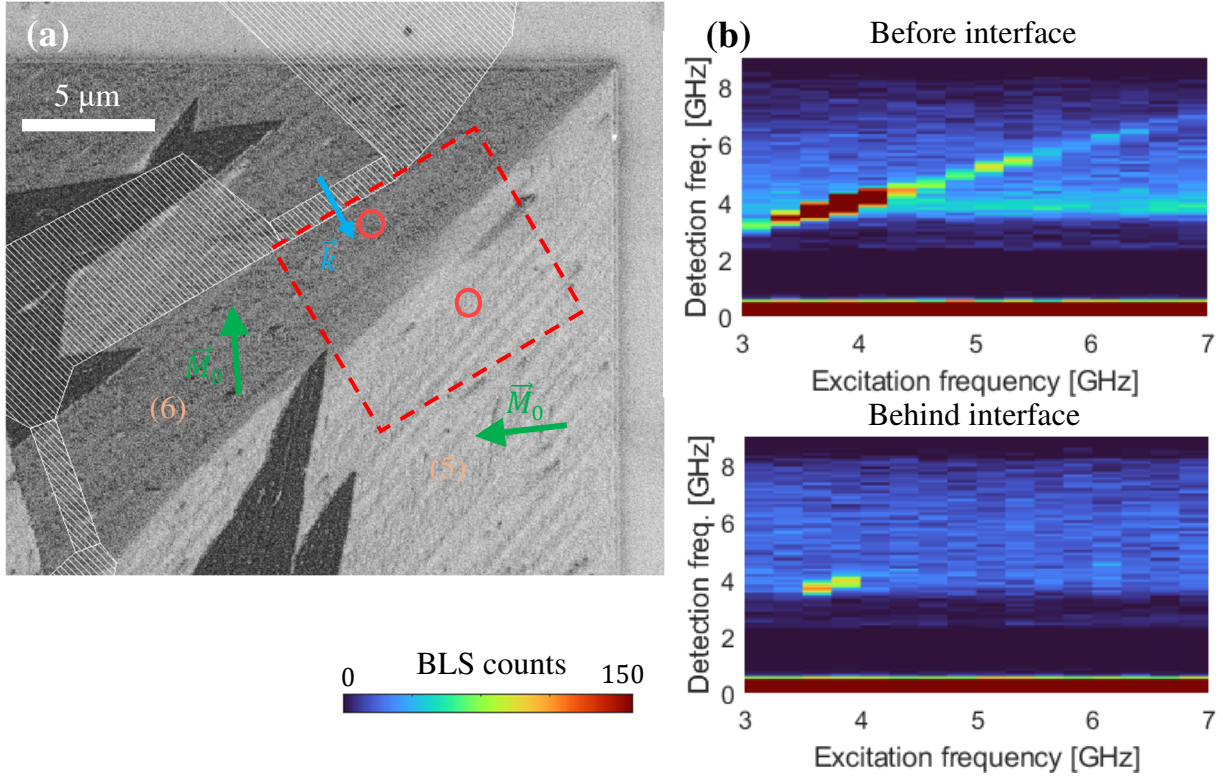 (a)
5 μm
k⃗
M⃗₀
(6)
M⃗₀
(5)
0 BLS counts 150
(b) Before interface
Detection freq. [GHz]
8
6
4
2
0
3 4 5 6 7
Excitation frequency [GHz]
Behind interface
Detection freq. [GHz]
8
6
4
2
0
3 4 5 6 7
Excitation frequency [GHz]